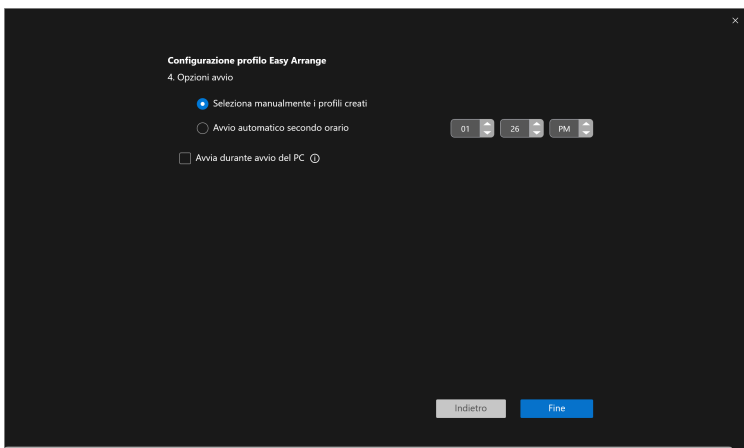 Configurazione profilo Easy Arrange
4. Opzioni avvio
Seleziona manualmente i profili creati
Avvio automatico secondo orario 01 26 PM
Avvia durante avvio del PC
Indietro Fine